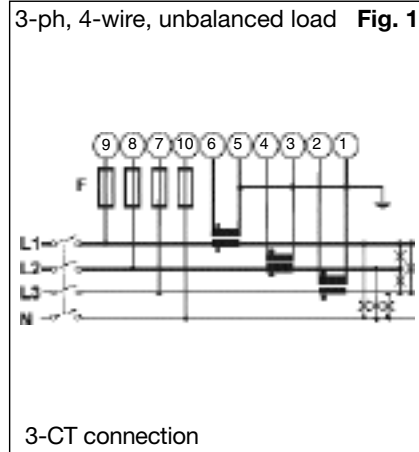 3-ph, 4-wire, unbalanced load Fig. 1
9 8 7 10 6 5 4 3 2 1
F
L1
L2
L3
N
3-CT connection